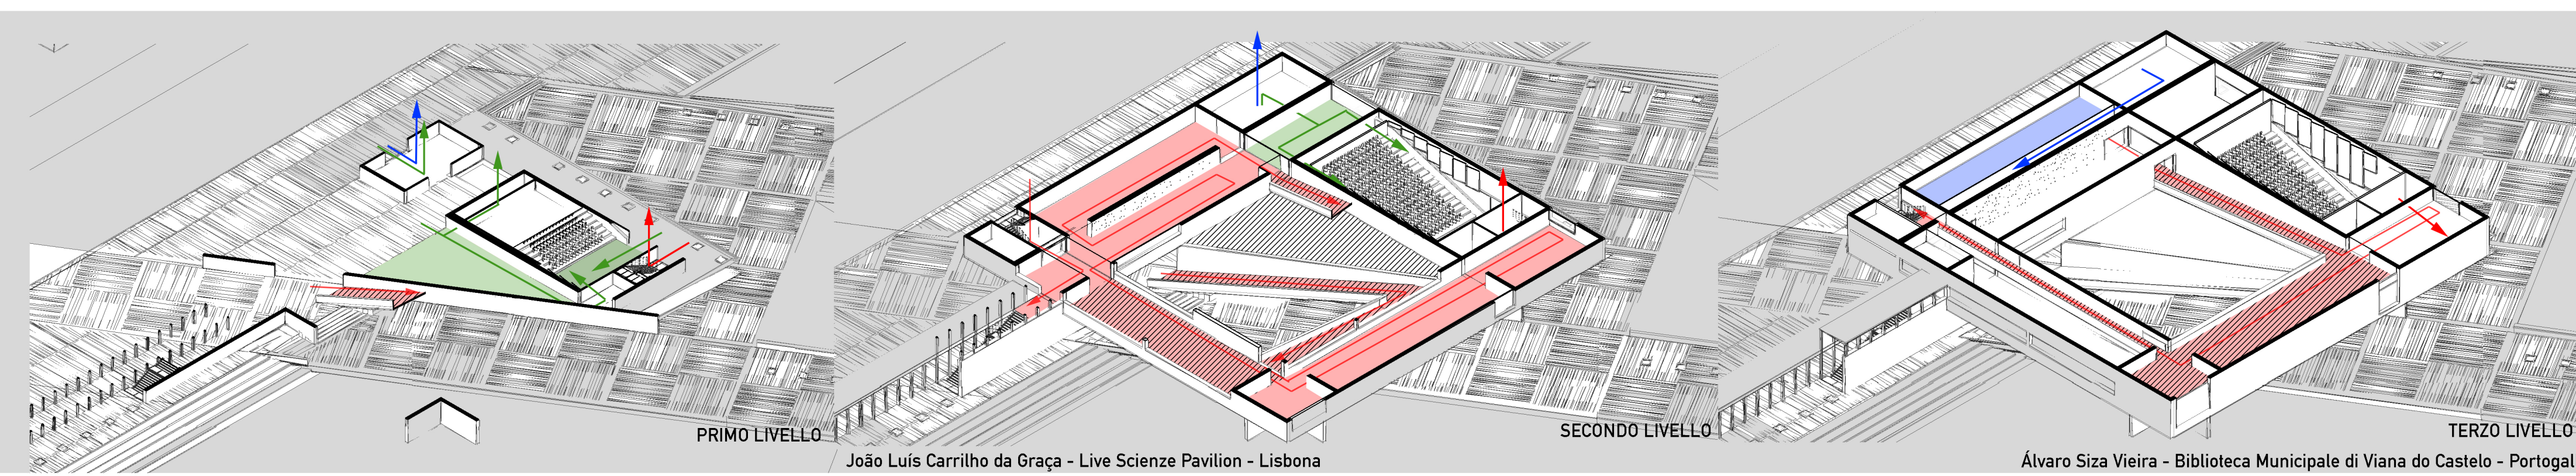 PRIMO LIVELLO
SECONDO LIVELLO
TERZO LIVELLO
João Luís Carrilho da Graça - Live Scienze Pavilion - Lisbona
Álvaro Siza Vieira - Biblioteca Municipale di Viana do Castelo - Portogal